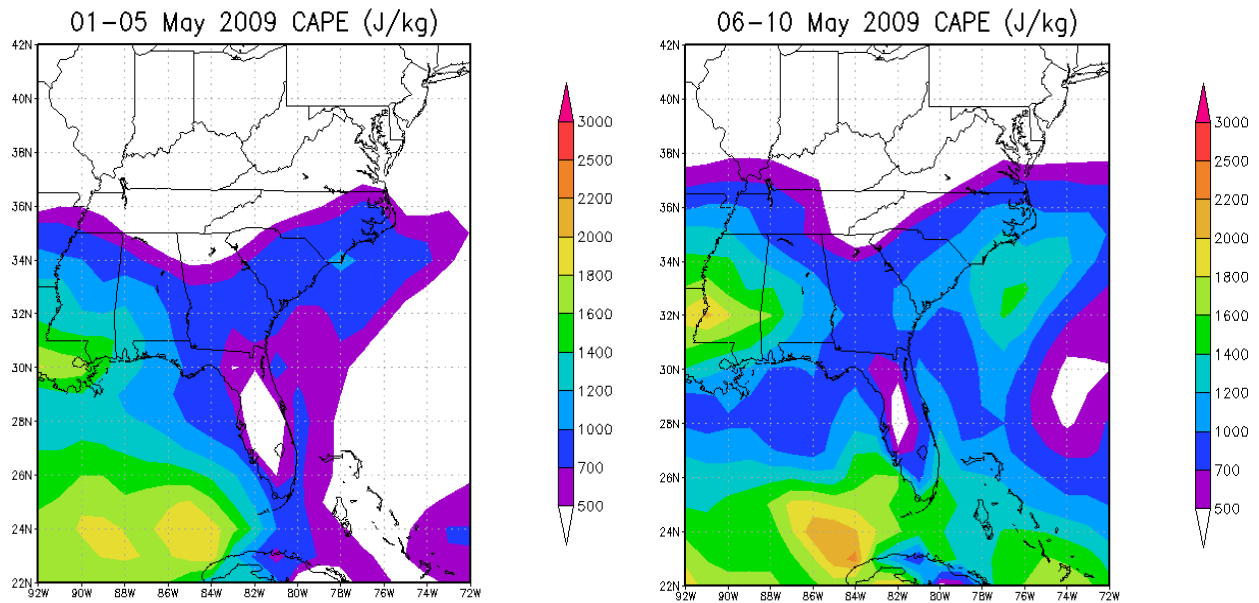 01-05 May 2009 CAPE (J/kg)
42N
40N
38N
36N
34N
32N
30N
28N
26N
24N
22N
92W 90W 88W 86W 84W 82W 80W 78W 76W 74W 72W
3000
2500
2200
2000
1800
1600
1400
1200
1000
700
500
06-10 May 2009 CAPE (J/kg)
42N
40N
38N
36N
34N
32N
30N
28N
26N
24N
22N
92W 90W 88W 86W 84W 82W 80W 78W 76W 74W 72W
3000
2500
2200
2000
1800
1600
1400
1200
1000
700
500